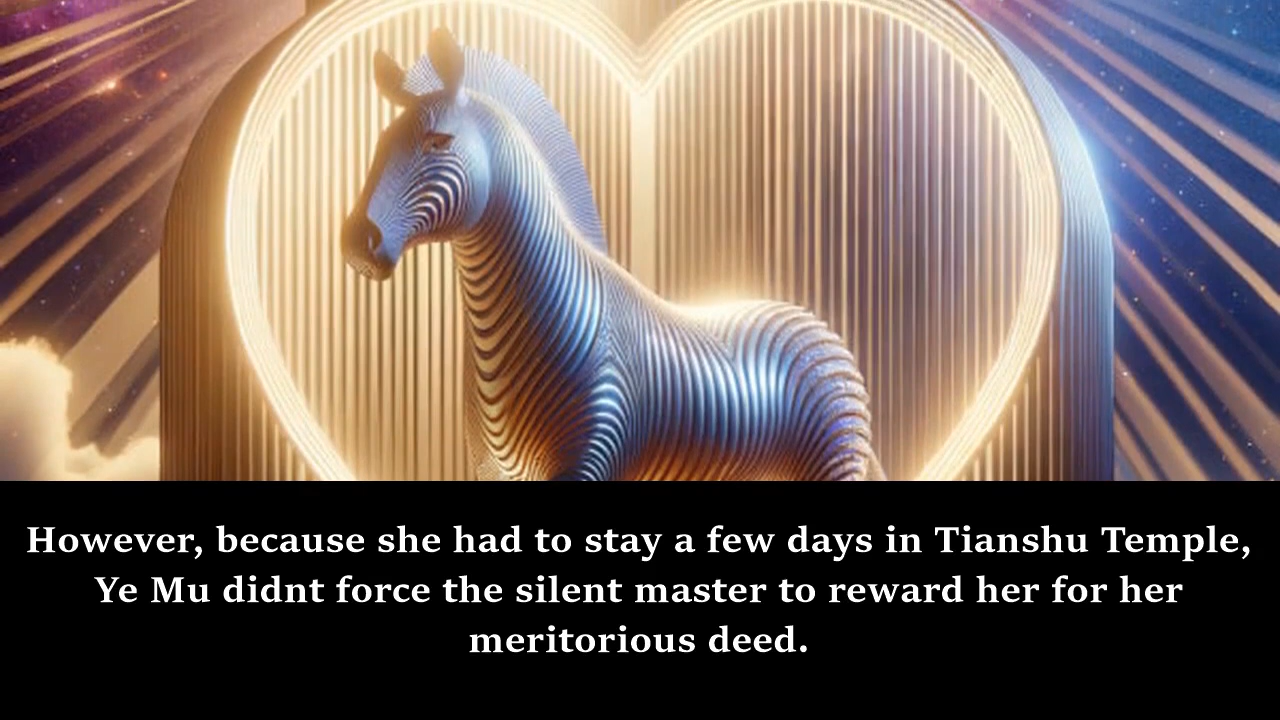 However, because she had to stay a few days in Tianshu Temple,
Ye Mu didnt force the silent master to reward her for her
meritorious deed.